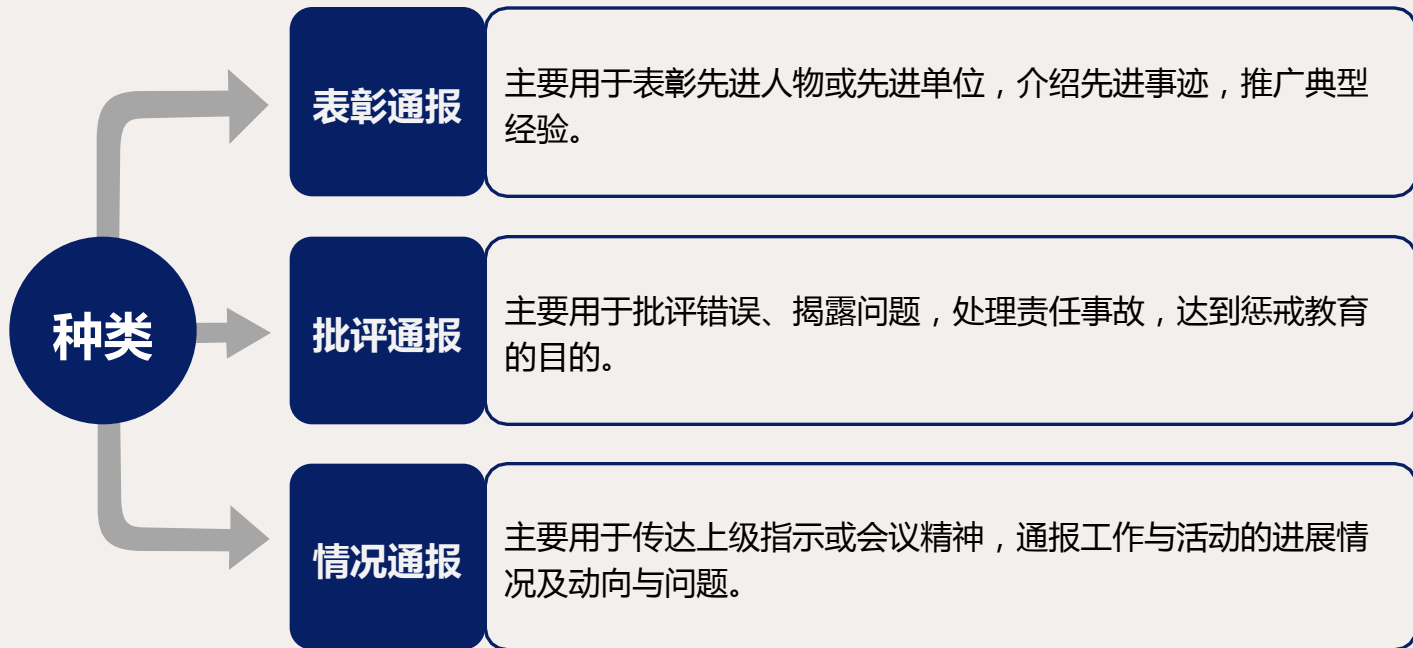 种类
表彰通报
主要用于表彰先进人物或先进单位，介绍先进事迹，推广典型
经验。
批评通报
主要用于批评错误、揭露问题，处理责任事故，达到惩戒教育
的目的。
情况通报
主要用于传达上级指示或会议精神，通报工作与活动的进展情
况及动向与问题。